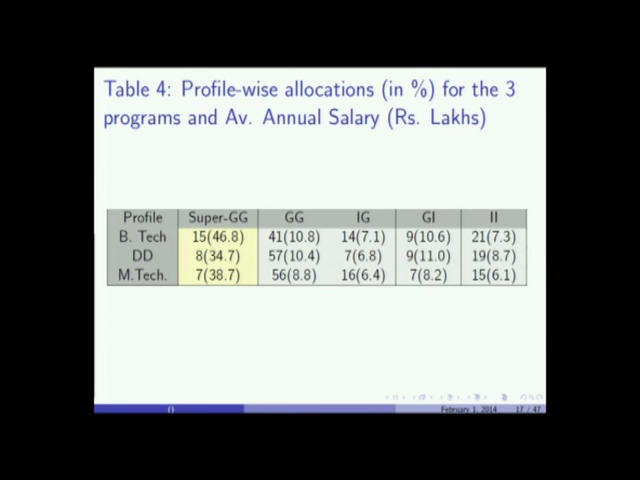 Table 4: Profile-wise allocations (in %) for the 3
programs and Av. Annual Salary (Rs. Lakhs)
Profile Super-GG GG IG GI II
B. Tech 15(46.8) 41(10.8) 14(7.1) 9(10.6) 21(7.3)
DD 8(34.7) 57(10.4) 7(6.8) 9(11.0) 19(8.7)
M.Tech. 7(38.7) 56(8.8) 16(6.4) 7(8.2) 15(6.1)
() February 1, 2014 17 / 47